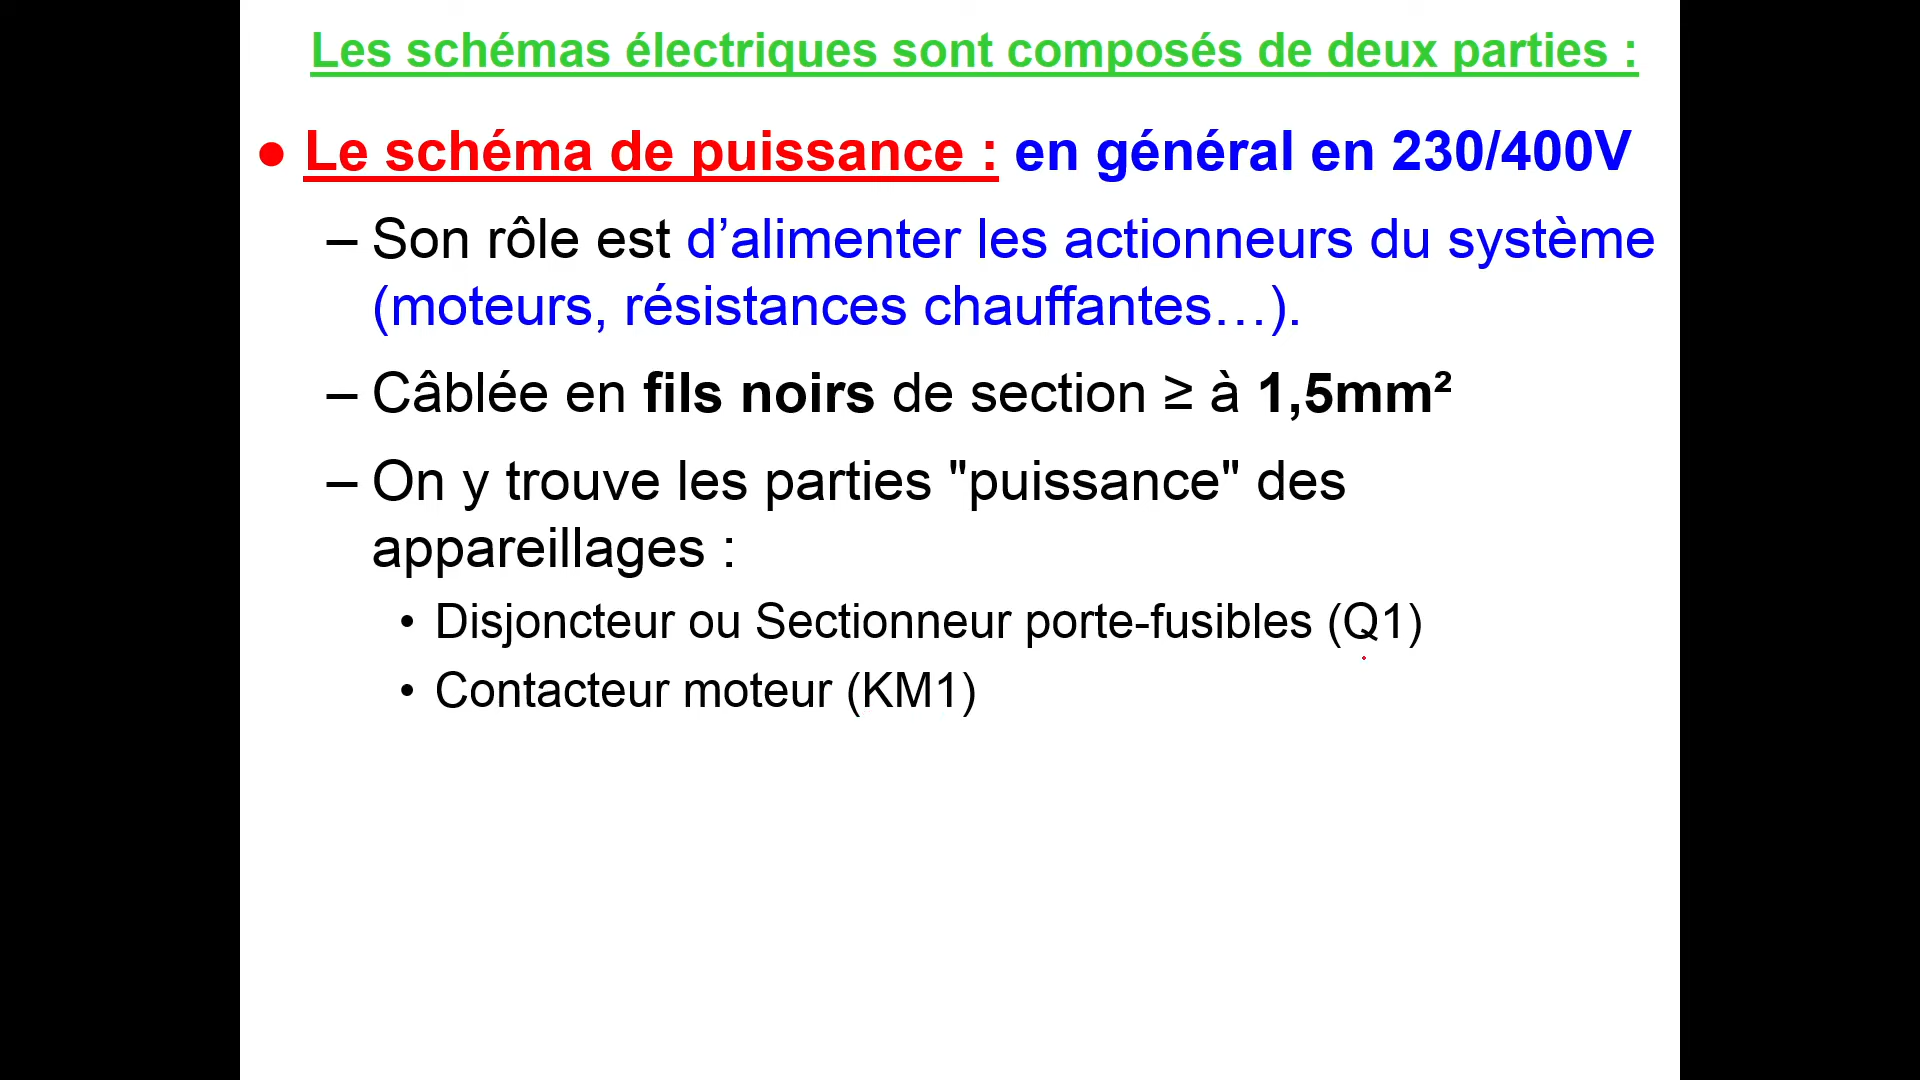 Les schémas électriques sont composés de deux parties :
● Le schéma de puissance : en général en 230/400V
– Son rôle est d’alimenter les actionneurs du système
(moteurs, résistances chauffantes…).
– Câblée en fils noirs de section ≥ à 1,5mm²
– On y trouve les parties "puissance" des
appareillages :
• Disjoncteur ou Sectionneur porte-fusibles (Q1)
• Contacteur moteur (KM1)